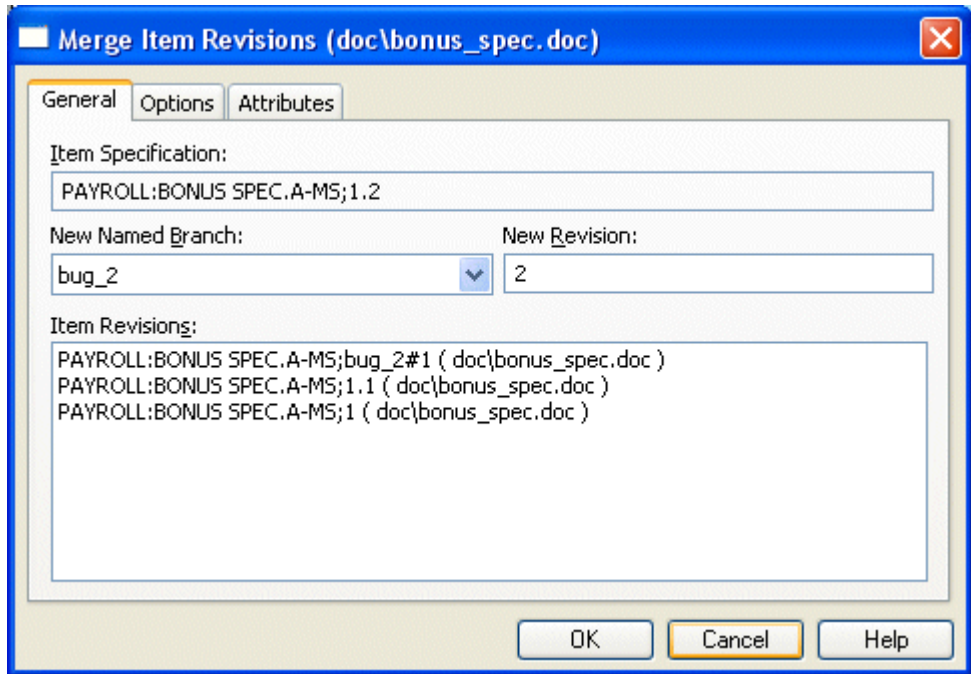 Merge Item Revisions (doc\bonus_spec.doc)
General Options Attributes
Item Specification:
PAYROLL:BONUS SPEC.A-MS;1.2
New Named Branch: New Revision:
bug_2 2
Item Revisions:
PAYROLL:BONUS SPEC.A-MS;bug_2#1 ( doc\bonus_spec.doc )
PAYROLL:BONUS SPEC.A-MS;1.1 ( doc\bonus_spec.doc )
PAYROLL:BONUS SPEC.A-MS;1 ( doc\bonus_spec.doc )
OK Cancel Help